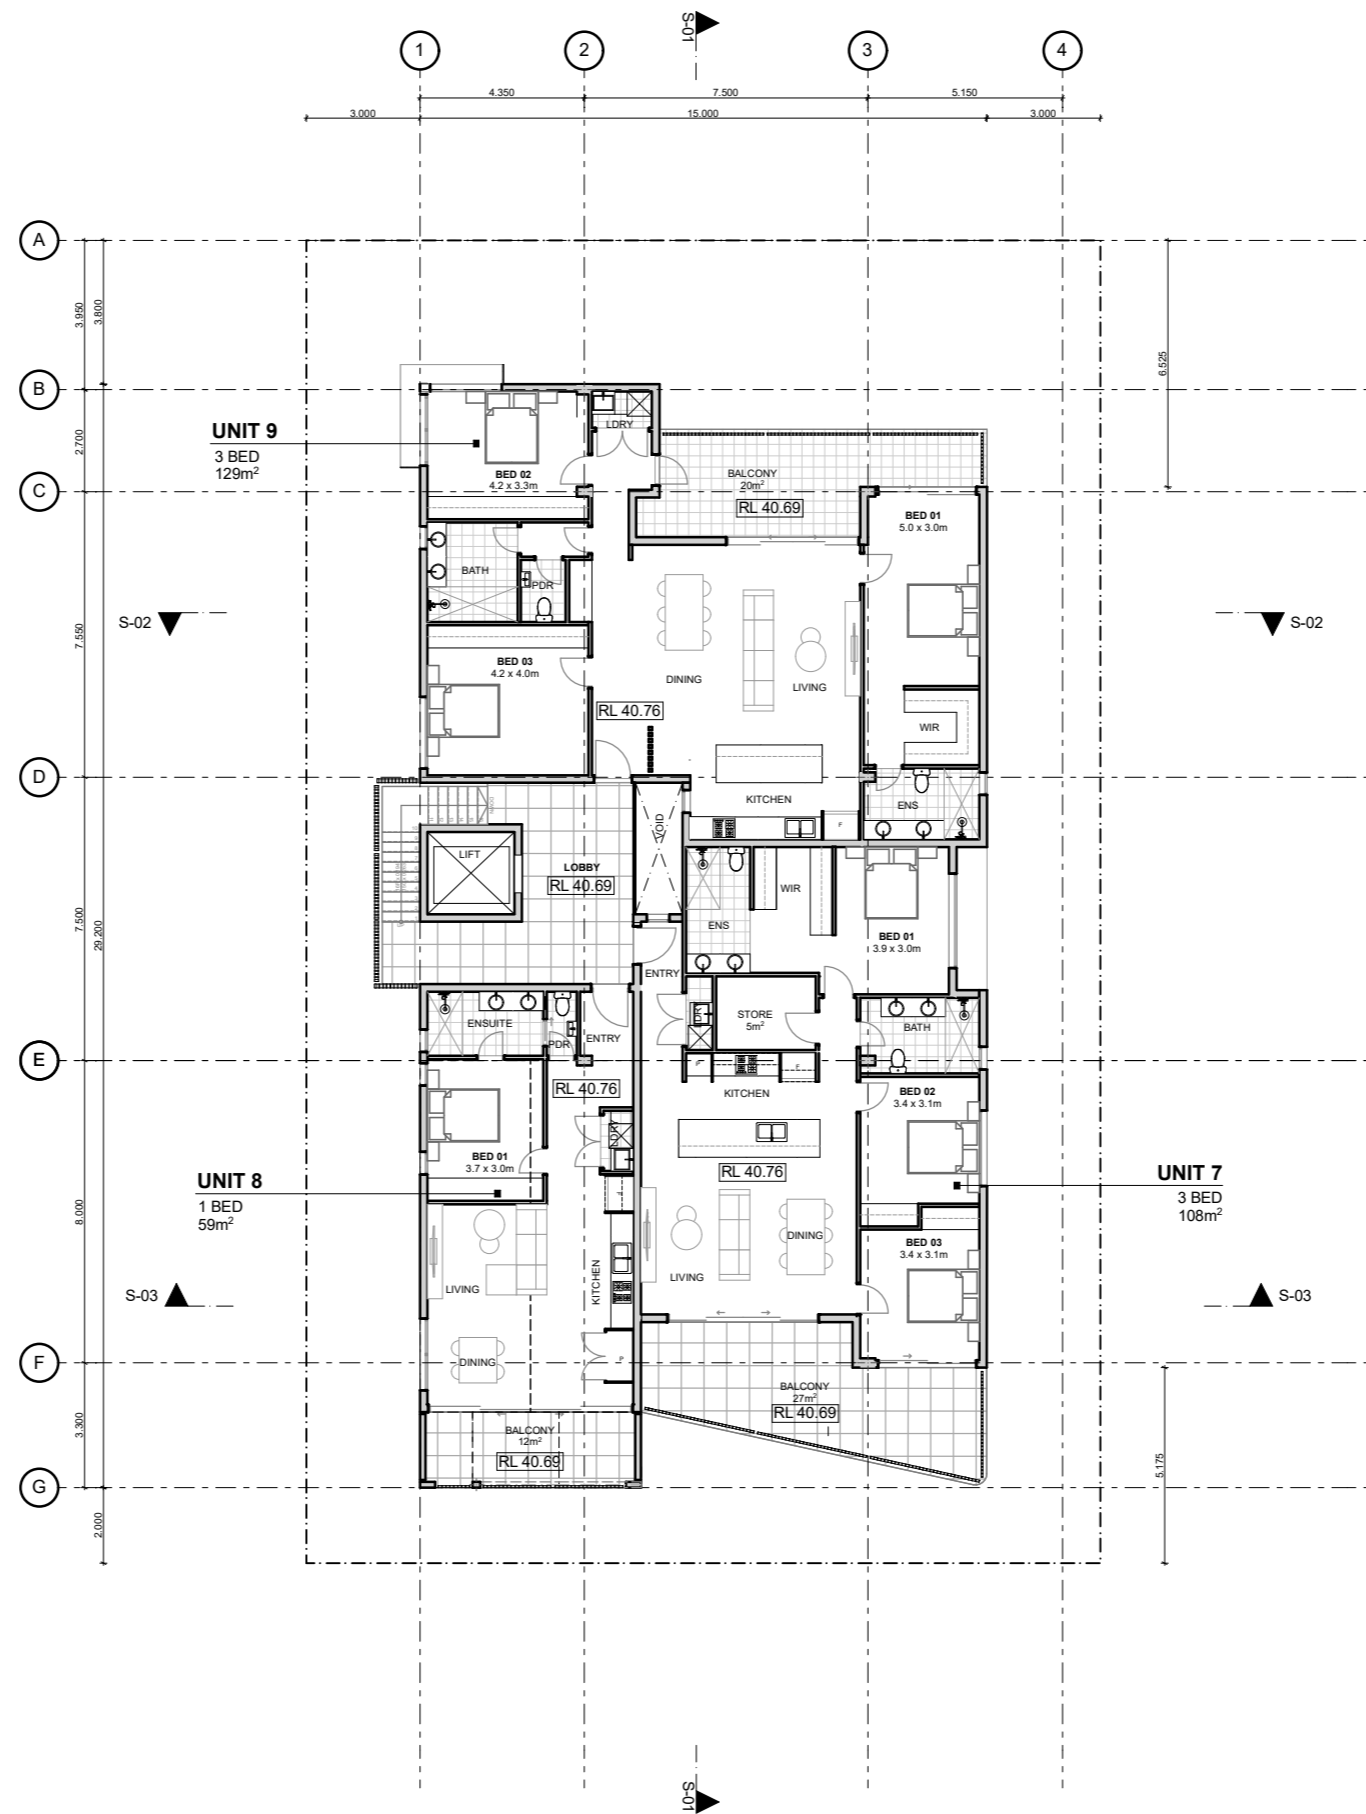 S-01
1
2
3
4
4.350
7.500
5.150
3.000
15.000
3.000
A
3.950
3.800
6.525
B
UNIT 9
3 BED
129m²
2.700
LDRY
BED 02
4.2 x 3.3m
BALCONY
20m²
RL 40.69
C
BED 01
5.0 x 3.0m
BATH
PDR
S-02
S-02
7.550
BED 03
4.2 x 4.0m
DINING
LIVING
RL 40.76
WIR
D
KITCHEN
F
ENS
VOID
DOWN
LIFT
LOBBY
RL 40.69
WIR
ENS
BED 01
3.9 x 3.0m
7.500
29.200
ENTRY
STORE
5m²
LDRY
BATH
ENSUITE
PDR
ENTRY
E
P
F
KITCHEN
RL 40.76
BED 02
3.4 x 3.1m
LDRY
BED 01
3.7 x 3.0m
RL 40.76
UNIT 8
1 BED
59m²
UNIT 7
3 BED
108m²
8.000
F
DINING
BED 03
3.4 x 3.1m
LIVING
LIVING
KITCHEN
S-03
S-03
DINING
P
F
BALCONY
27m²
RL 40.69
3.300
BALCONY
12m²
RL 40.69
5.175
G
2.000
S-01